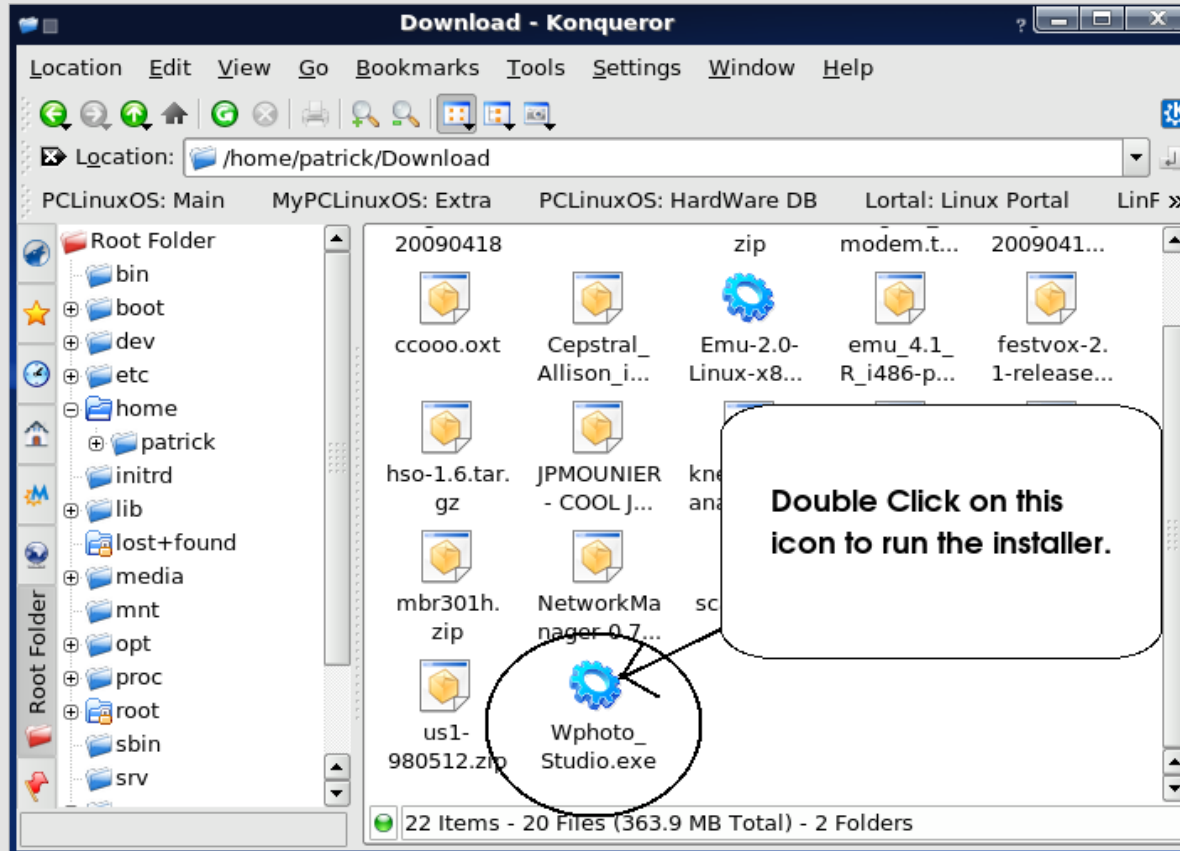 Download - Konqueror
?
Location Edit View Go Bookmarks Tools Settings Window Help
Location: /home/patrick/Download
PCLinuxOS: Main MyPCLinuxOS: Extra PCLinuxOS: HardWare DB Lortal: Linux Portal LinF »
Root Folder
Root Folder
bin
boot
dev
etc
home
patrick
initrd
lib
lost+found
media
mnt
opt
proc
root
sbin
srv
20090418 zip modem.t... 2009041...
ccooo.oxt
Cepstral_
Allison_i...
Emu-2.0-
Linux-x8...
emu_4.1_
R_i486-p...
festvox-2.
1-release...
hso-1.6.tar.
gz
JPMOUNIER
- COOL J...
kne
ana
mbr301h.
zip
NetworkMa
nager-0.7...
sc
us1-
980512.zip
Wphoto_
Studio.exe
Double Click on this
icon to run the installer.
22 Items - 20 Files (363.9 MB Total) - 2 Folders